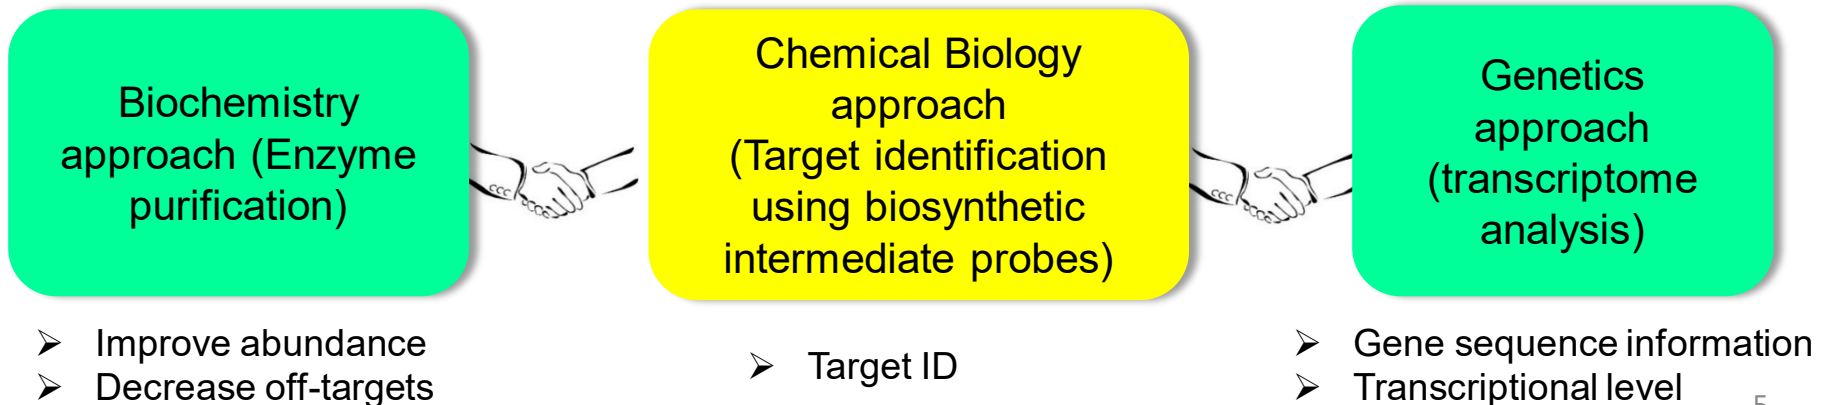 Biochemistry
approach (Enzyme
purification)
Chemical Biology
approach
(Target identification
using biosynthetic
intermediate probes)
Genetics
approach
(transcriptome
analysis)
➢ Improve abundance
➢ Decrease off-targets
➢ Target ID
➢ Gene sequence information
➢ Transcriptional level
5